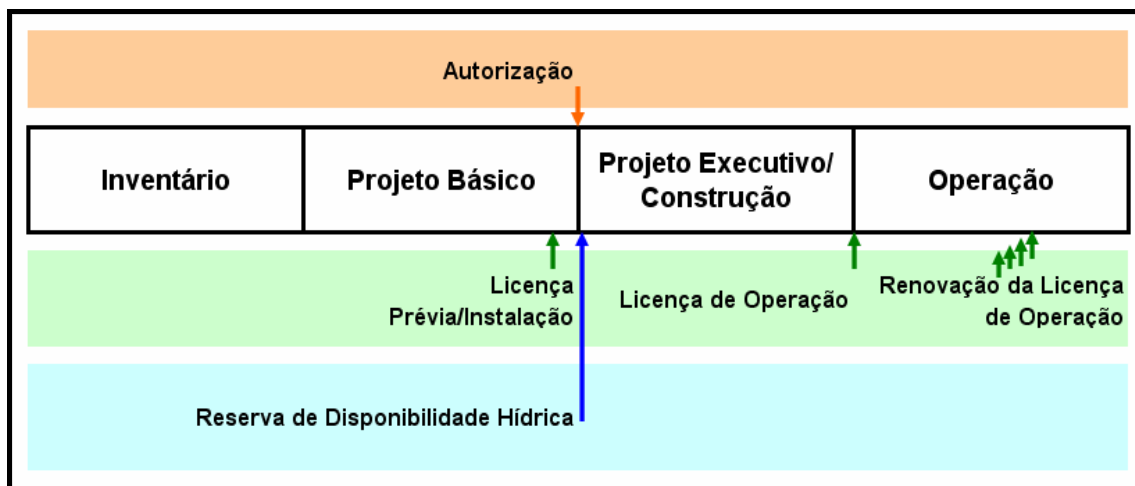 Autorização
Inventário
Projeto Básico
Projeto Executivo/
Construção
Operação
Licença
Prévia/Instalação
Licença de Operação
Renovação da Licença
de Operação
Reserva de Disponibilidade Hídrica